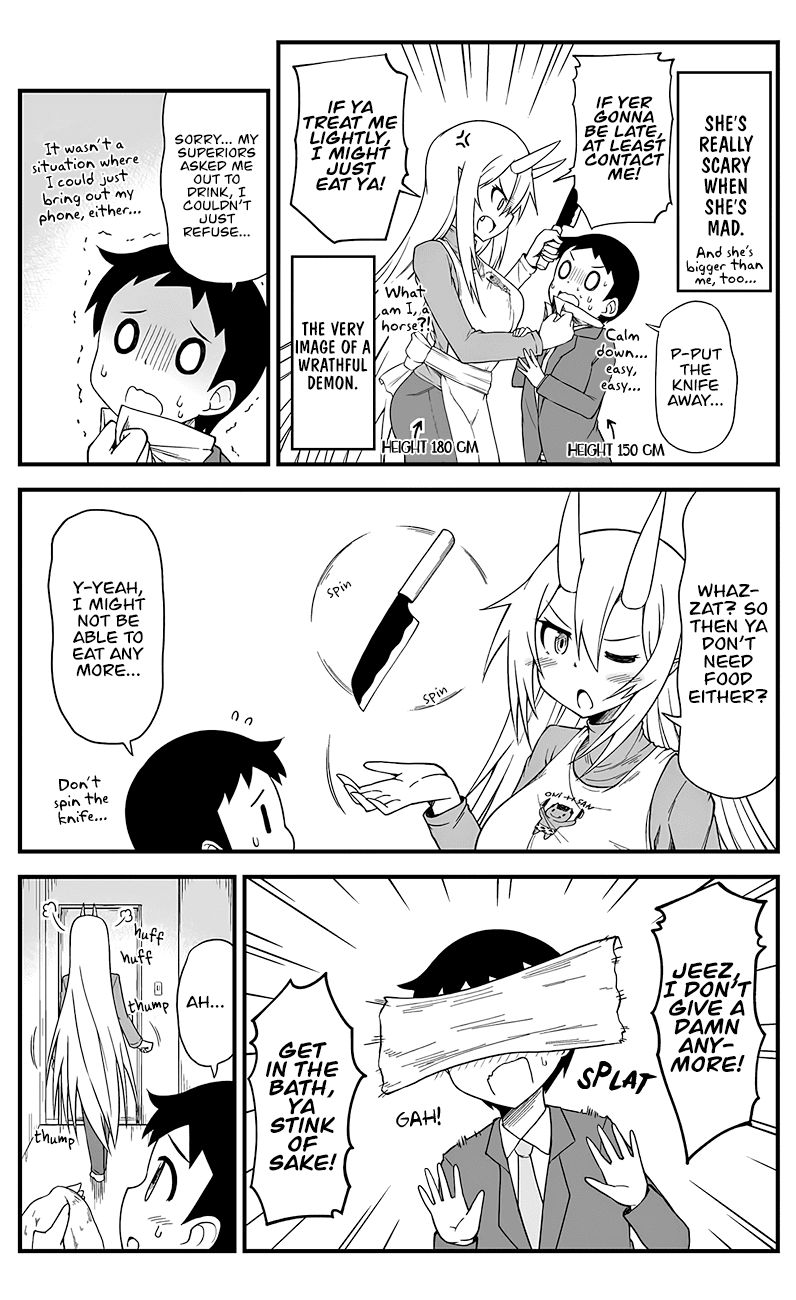 SHE'S
REALLY
SCARY
WHEN
SHE'S
MAD.
And she's
bigger than
me, too...
IF YER
GONNA
BE LATE,
AT LEAST
CONTACT
ME!
IF YA
TREAT ME
LIGHTLY,
I MIGHT
JUST
EAT YA!
P-PUT
THE
KNIFE
AWAY...
Calm
down...
easy,
easy...
What
am I, a
horse?!
THE VERY
IMAGE OF A
WRATHFUL
DEMON.
HEIGHT 180 CM
HEIGHT 150 CM
SORRY... MY
SUPERIORS
ASKED ME
OUT TO
DRINK, I
COULDN'T
JUST
REFUSE...
It wasn't a
situation where
I could just
bring out my
phone, either...
WHAZ-
ZAT? SO
THEN YA
DON'T
NEED
FOOD
EITHER?
spin
spin
ONI++SAN
Y-YEAH,
I MIGHT
NOT BE
ABLE TO
EAT ANY
MORE...
Don't
spin the
knife...
JEEZ,
I DON'T
GIVE A
DAMN
ANY-
MORE!
SPLAT
GAH!
GET
IN THE
BATH,
YA
STINK
OF
SAKE!
huff
huff
thump
AH...
thump